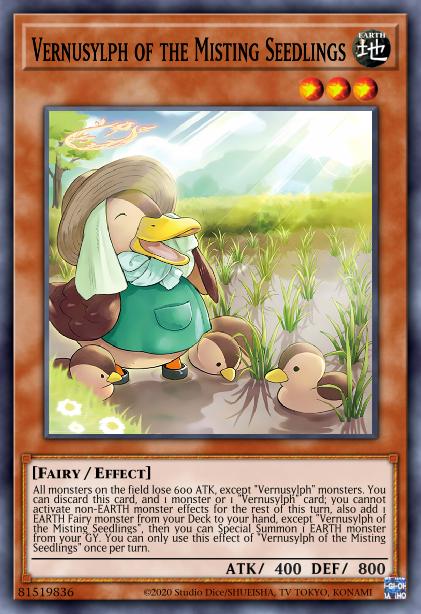 VERNUSYLPH OF THE MISTING SEEDLINGS
EARTH
地
[FAIRY / EFFECT]
All monsters on the field lose 600 ATK, except "Vernusylph" monsters. You
can discard this card, and 1 monster or 1 "Vernusylph" card; you cannot
activate non-EARTH monster effects for the rest of this turn, also add 1
EARTH Fairy monster from your Deck to your hand, except "Vernusylph of
the Misting Seedlings", then you can Special Summon 1 EARTH monster
from your GY. You can only use this effect of "Vernusylph of the Misting
Seedlings" once per turn.
ATK/ 400 DEF/ 800
81519836
©2020 Studio Dice/SHUEISHA, TV TOKYO, KONAMI